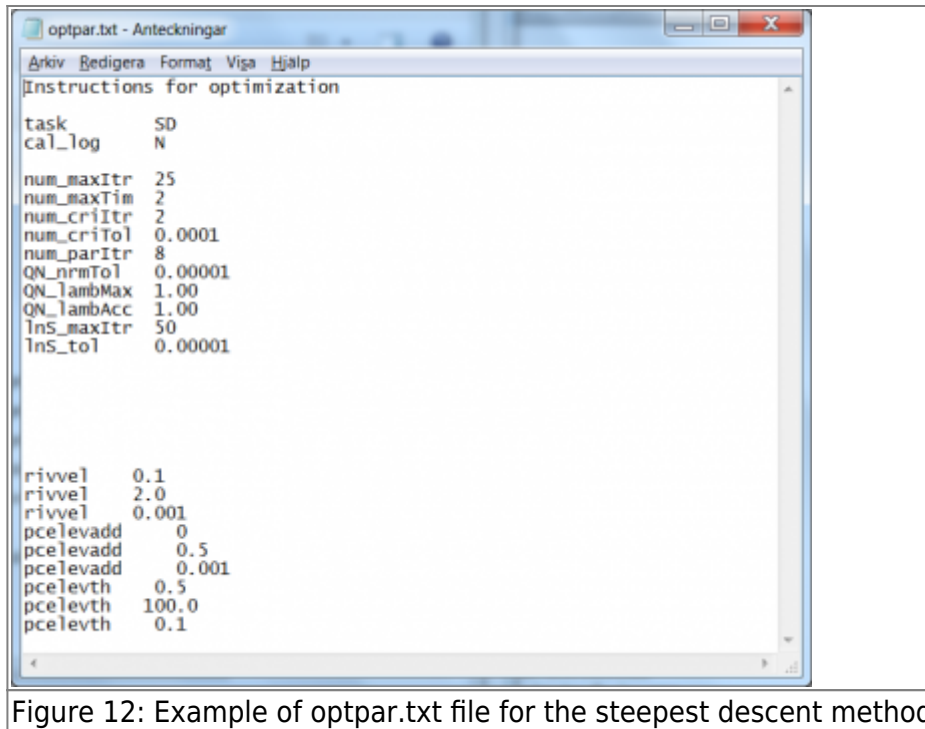 optpar.txt - Anteckningar
Arkiv Redigera Format Visa Hjälp
Instructions for optimization
task SD
cal_log N
num_maxItr 25
num_maxTim 2
num_criItr 2
num_criTol 0.0001
num_parItr 8
QN_nrmTol 0.00001
QN_lambMax 1.00
QN_lambAcc 1.00
lnS_maxItr 50
lnS_tol 0.00001
rivvel 0.1
rivvel 2.0
rivvel 0.001
pcelevadd 0
pcelevadd 0.5
pcelevadd 0.001
pcelevth 0.5
pcelevth 100.0
pcelevth 0.1
Figure 12: Example of optpar.txt file for the steepest descent method